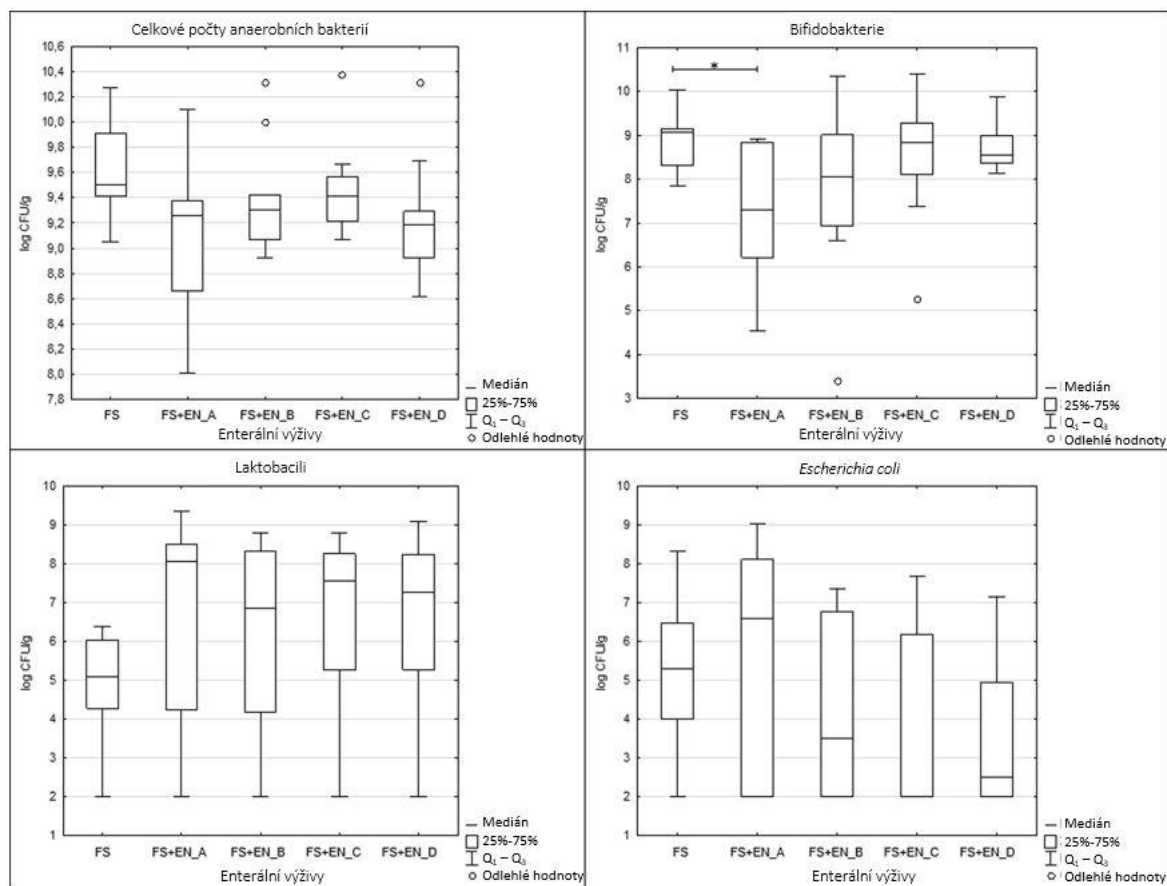 Celkové počty anaerobních bakterií
10,6
10,4
10,2
10,0
9,8
9,6
9,4
9,2
9,0
8,8
8,6
8,4
8,2
8,0
7,8
log CFU/g
FS FS+EN_A FS+EN_B FS+EN_C FS+EN_D
Enterální výživy
Medián
25%-75%
Q₁ – Q₃
Odlehlé hodnoty
Bifidobakterie
*
11
10
9
8
7
6
5
4
3
log CFU/g
FS FS+EN_A FS+EN_B FS+EN_C FS+EN_D
Enterální výživy
Medián
25%-75%
Q₁ – Q₃
Odlehlé hodnoty
Laktobacili
10
9
8
7
6
5
4
3
2
1
log CFU/g
FS FS+EN_A FS+EN_B FS+EN_C FS+EN_D
Enterální výživy
Medián
25%-75%
Q₁ – Q₃
Odlehlé hodnoty
Escherichia coli
10
9
8
7
6
5
4
3
2
1
log CFU/g
FS FS+EN_A FS+EN_B FS+EN_C FS+EN_D
Enterální výživy
Medián
25%-75%
Q₁ – Q₃
Odlehlé hodnoty